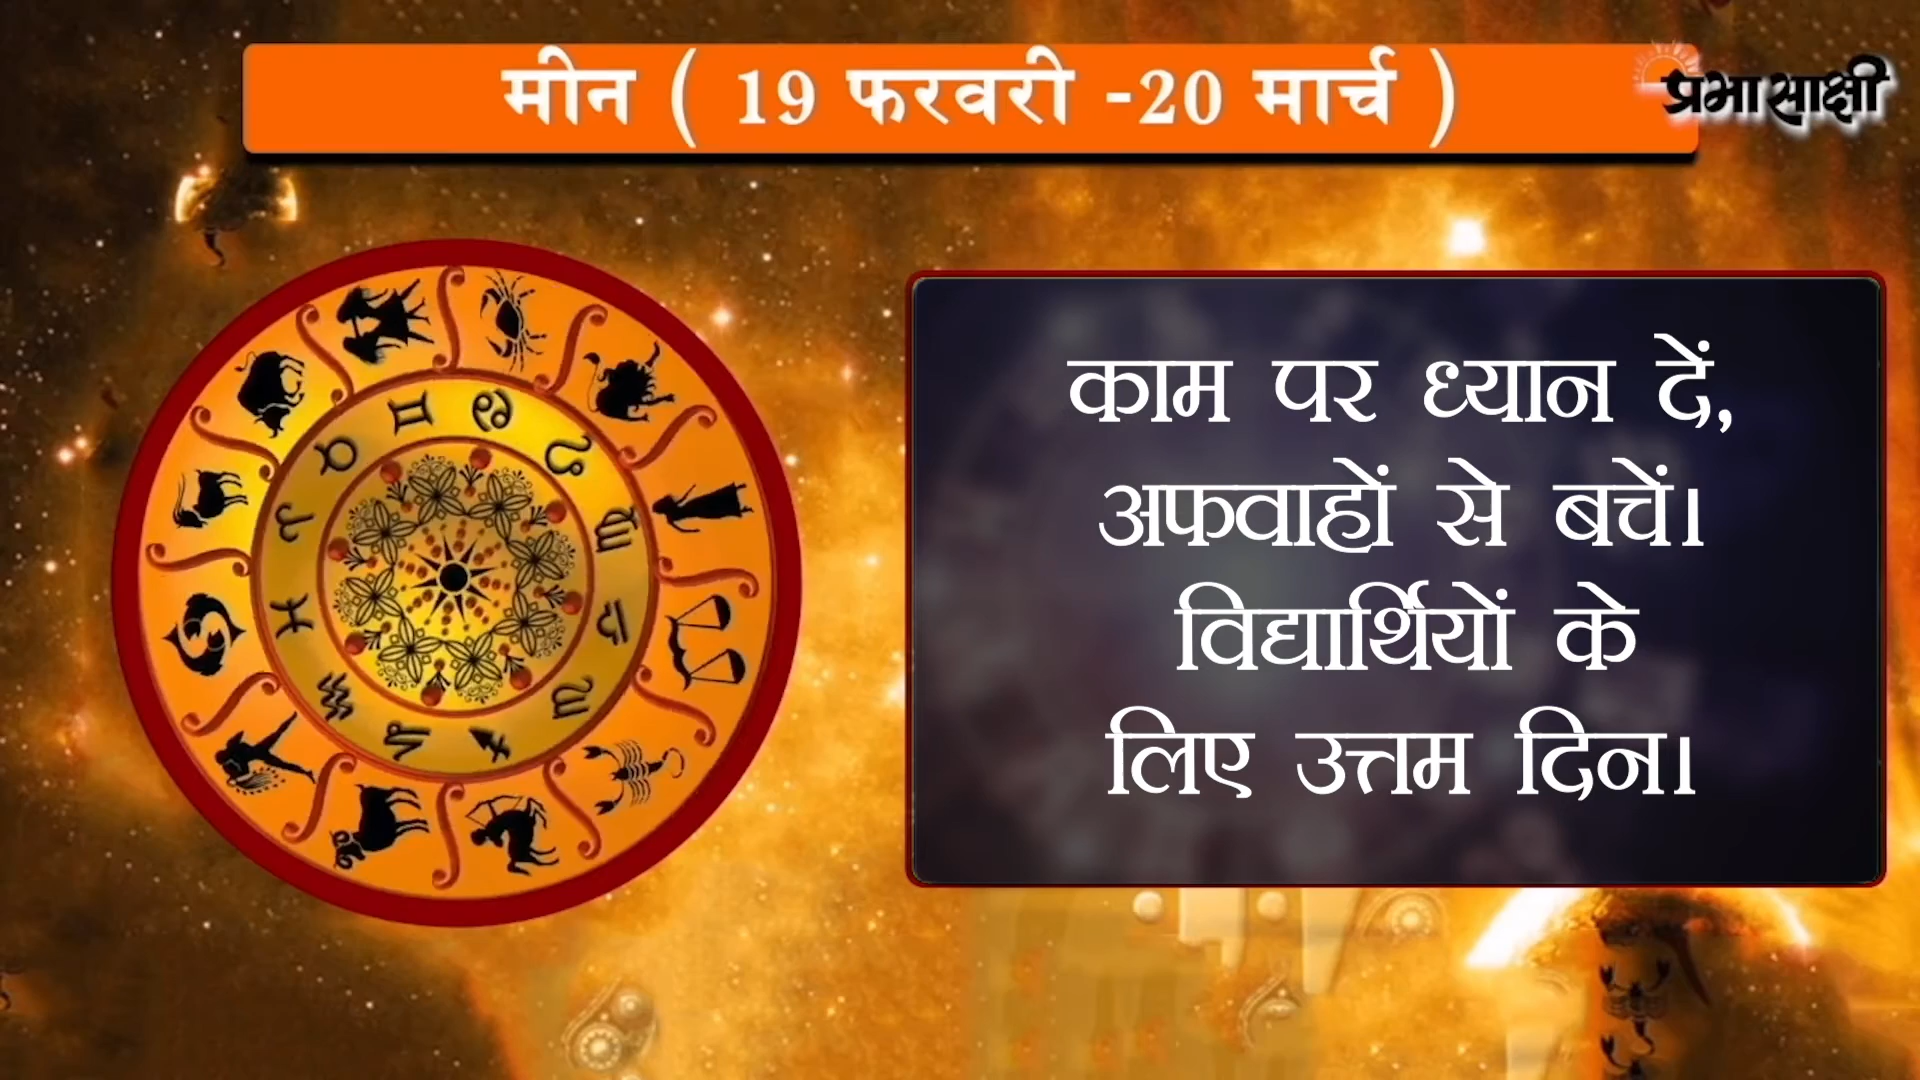 मीन ( 19 फरवरी -20 मार्च )
प्रभासाक्षी
काम पर ध्यान दें,
अफवाहों से बचें।
विद्यार्थियों के
लिए उत्तम दिन।